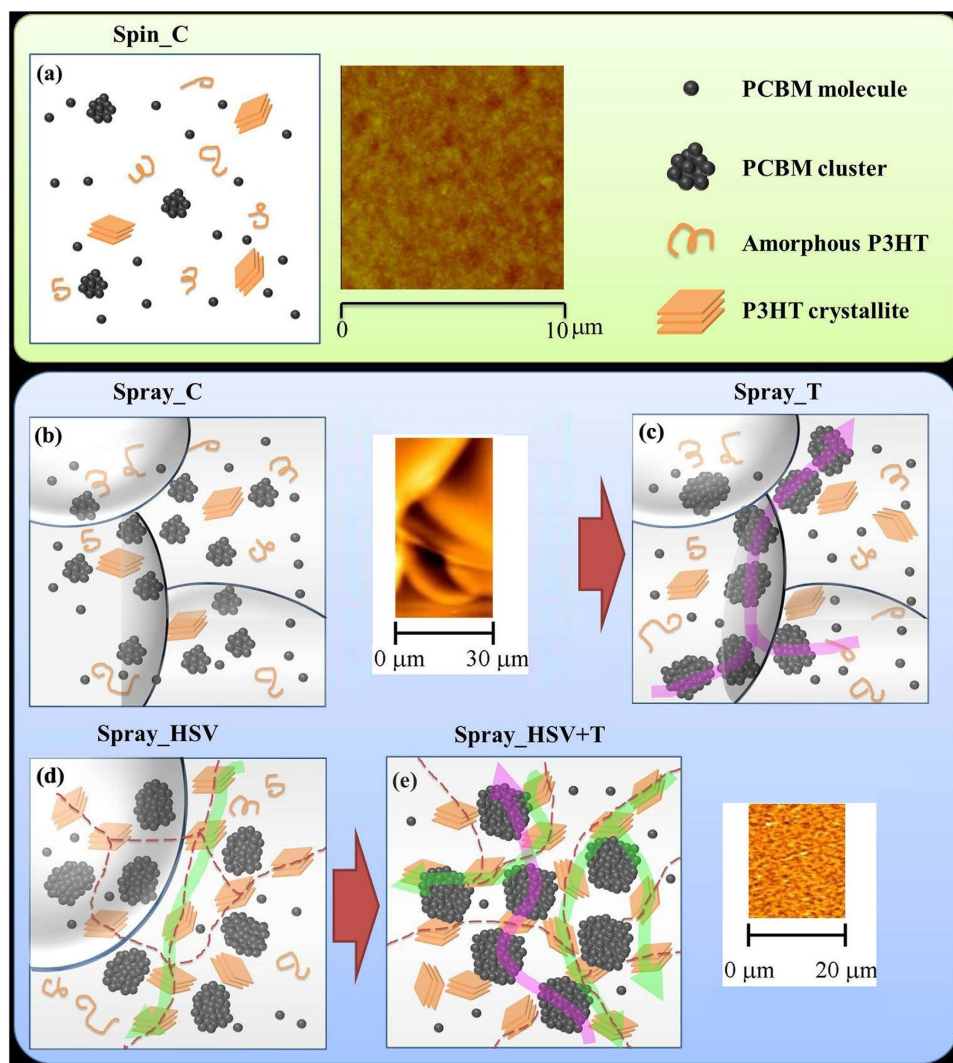 Spin_C
(a)
PCBM molecule
PCBM cluster
Amorphous P3HT
P3HT crystallite
0 10 μm
Spray_C Spray_T
(b) (c)
0 μm 30 μm
Spray_HSV Spray_HSV+T
(d) (e)
0 μm 20 μm